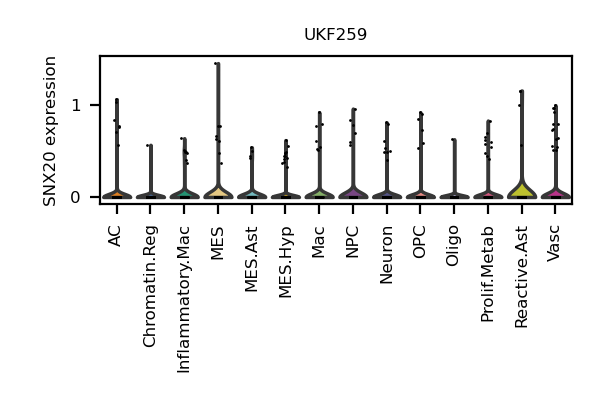 UKF259
SNX20 expression
1
0
AC
Chromatin.Reg
Inflammatory.Mac
MES
MES.Ast
MES.Hyp
Mac
NPC
Neuron
OPC
Oligo
Prolif.Metab
Reactive.Ast
Vasc